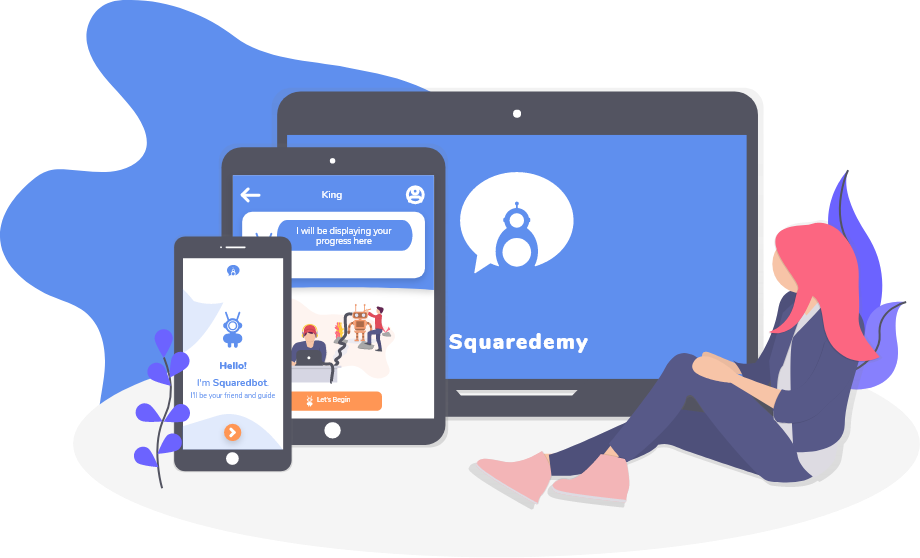 King
I will be displaying your
progress here
Squaredemy
Hello!
I'm Squaredbot
I'll be your friend and guide
Let's Begin